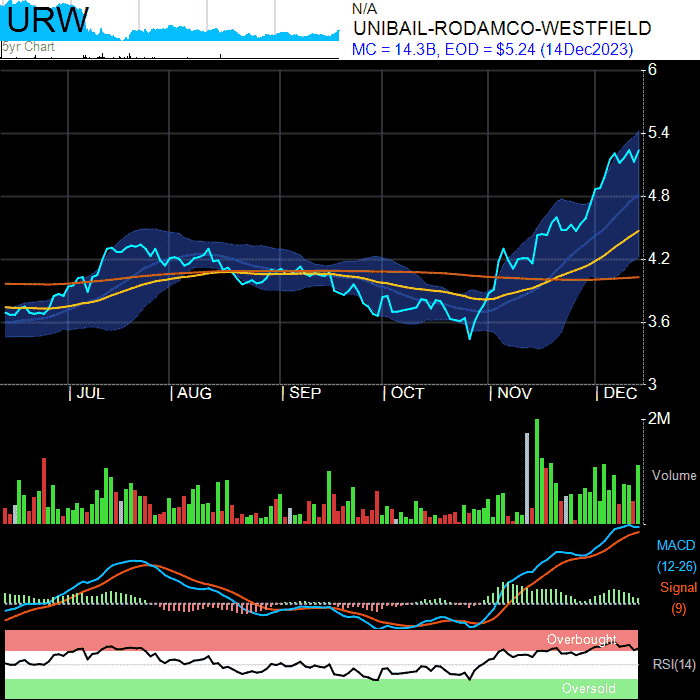 URW
5yr Chart
N/A
UNIBAIL-RODAMCO-WESTFIELD
MC = 14.3B, EOD = $5.24 (14Dec2023)
6
5.4
4.8
4.2
3.6
3
| JUL | AUG | SEP | OCT | NOV | DEC
2M
Volume
MACD
(12-26)
Signal
(9)
Overbought
RSI(14)
Oversold